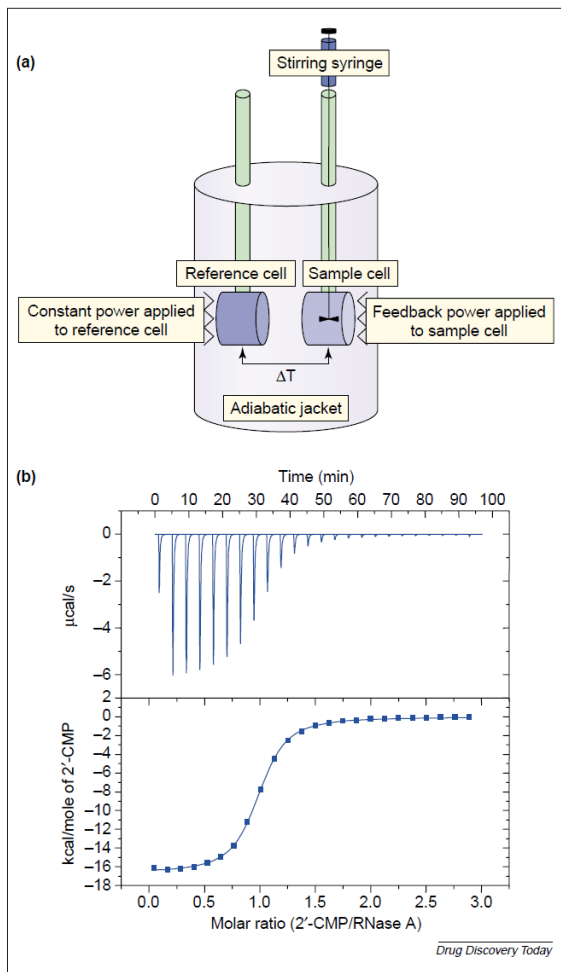 (a)
Stirring syringe
Reference cell
Sample cell
Constant power applied
to reference cell
Feedback power applied
to sample cell
ΔT
Adiabatic jacket
(b)
Time (min)
0 10 20 30 40 50 60 70 80 90 100
0
–2
–4
–6
µcal/s
2
0
–2
–4
–6
–8
–10
–12
–14
–16
–18
kcal/mole of 2′-CMP
0.0 0.5 1.0 1.5 2.0 2.5 3.0
Molar ratio (2′-CMP/RNase A)
Drug Discovery Today